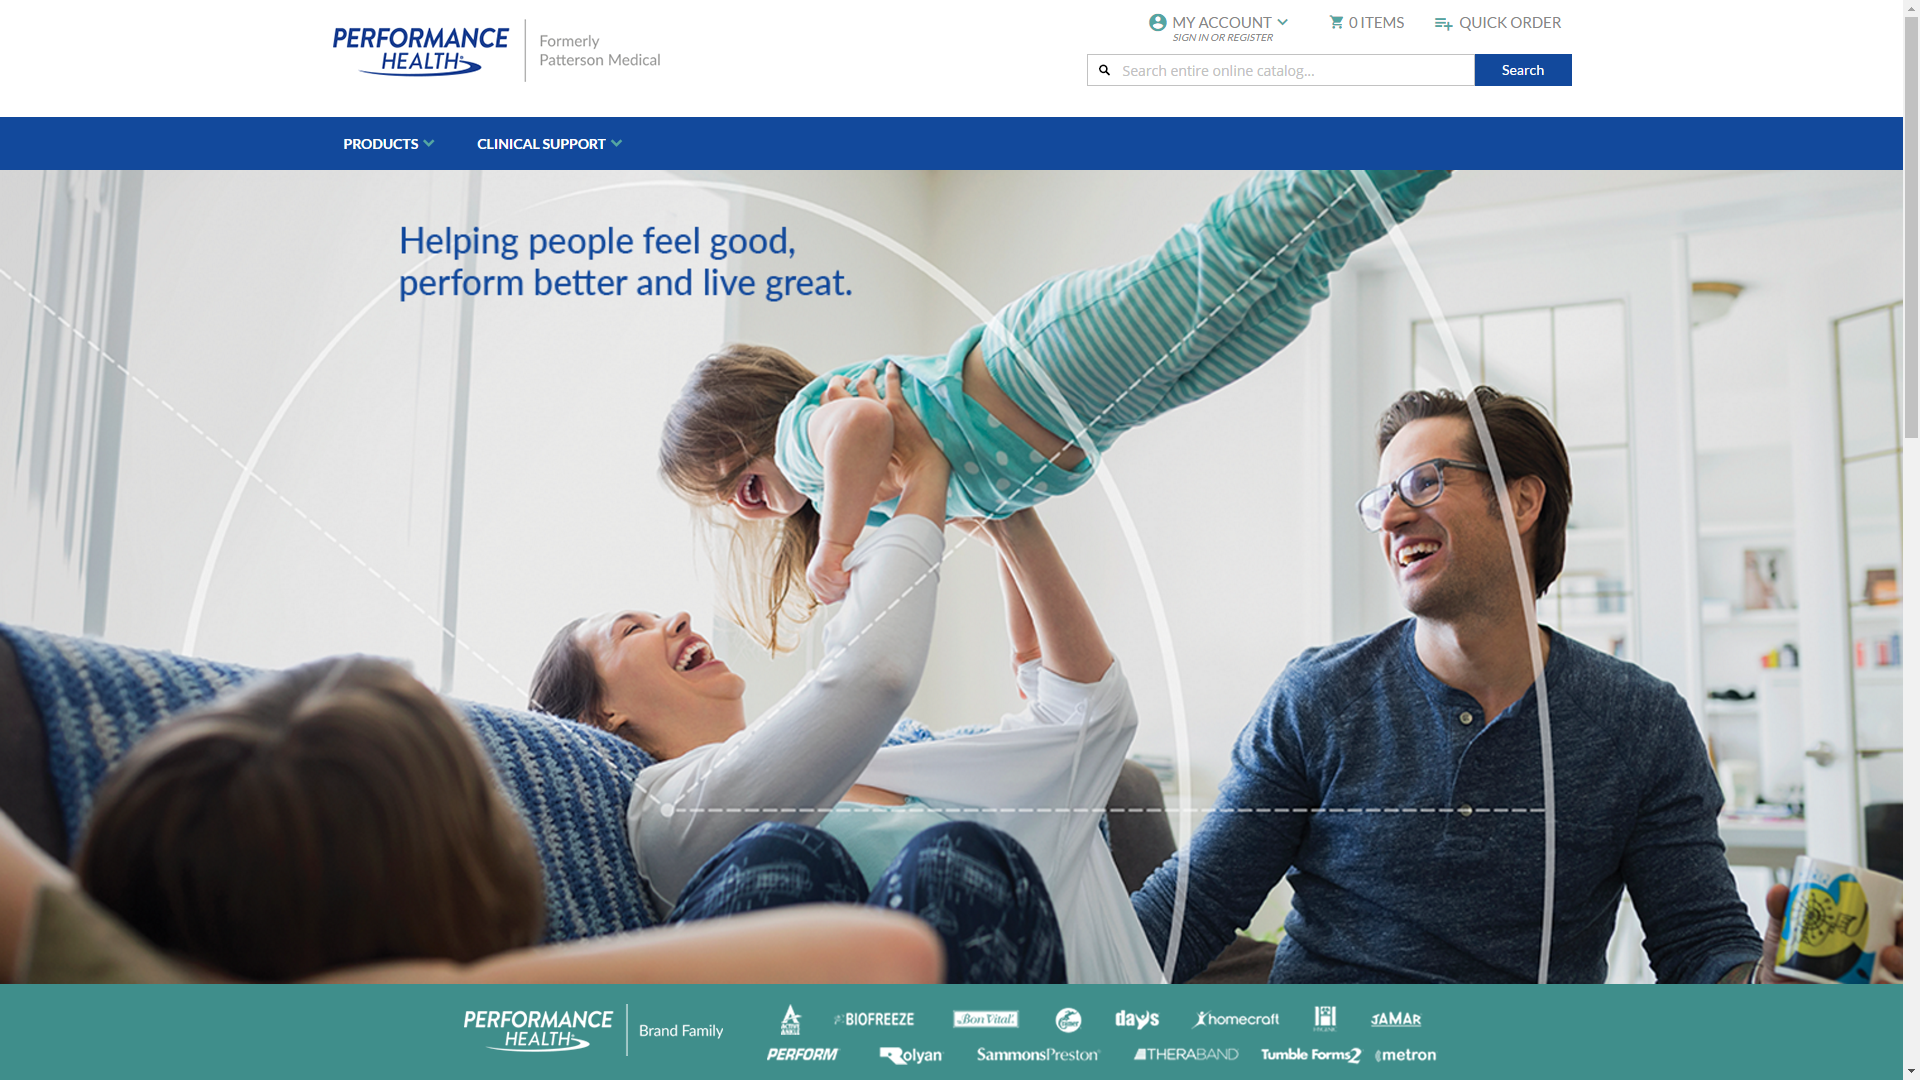 PERFORMANCE
HEALTH
Formerly
Patterson Medical
MY ACCOUNT
SIGN IN OR REGISTER
0 ITEMS
QUICK ORDER
Search entire online catalog...
Search
PRODUCTS
CLINICAL SUPPORT
Helping people feel good,
perform better and live great.
PERFORMANCE
HEALTH
Brand Family
ACTIVE
ANKLE
BIOFREEZE
Bon Vital'
days
homecraft
JAMAR
PERFORM
Rolyan
SammonsPreston
THERABAND
Tumble Forms2
metron